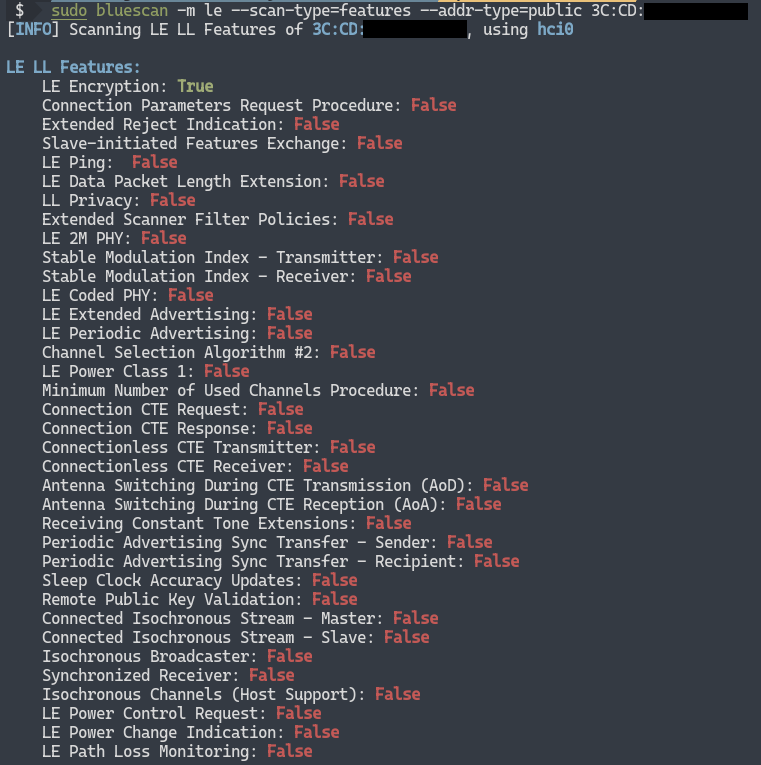 $ sudo bluescan -m le --scan-type=features --addr-type=public 3C:CD:
[INFO] Scanning LE LL Features of 3C:CD:, using hci0
LE LL Features:
LE Encryption: True
Connection Parameters Request Procedure: False
Extended Reject Indication: False
Slave-initiated Features Exchange: False
LE Ping: False
LE Data Packet Length Extension: False
LL Privacy: False
Extended Scanner Filter Policies: False
LE 2M PHY: False
Stable Modulation Index - Transmitter: False
Stable Modulation Index - Receiver: False
LE Coded PHY: False
LE Extended Advertising: False
LE Periodic Advertising: False
Channel Selection Algorithm #2: False
LE Power Class 1: False
Minimum Number of Used Channels Procedure: False
Connection CTE Request: False
Connection CTE Response: False
Connectionless CTE Transmitter: False
Connectionless CTE Receiver: False
Antenna Switching During CTE Transmission (AoD): False
Antenna Switching During CTE Reception (AoA): False
Receiving Constant Tone Extensions: False
Periodic Advertising Sync Transfer - Sender: False
Periodic Advertising Sync Transfer - Recipient: False
Sleep Clock Accuracy Updates: False
Remote Public Key Validation: False
Connected Isochronous Stream - Master: False
Connected Isochronous Stream - Slave: False
Isochronous Broadcaster: False
Synchronized Receiver: False
Isochronous Channels (Host Support): False
LE Power Control Request: False
LE Power Change Indication: False
LE Path Loss Monitoring: False